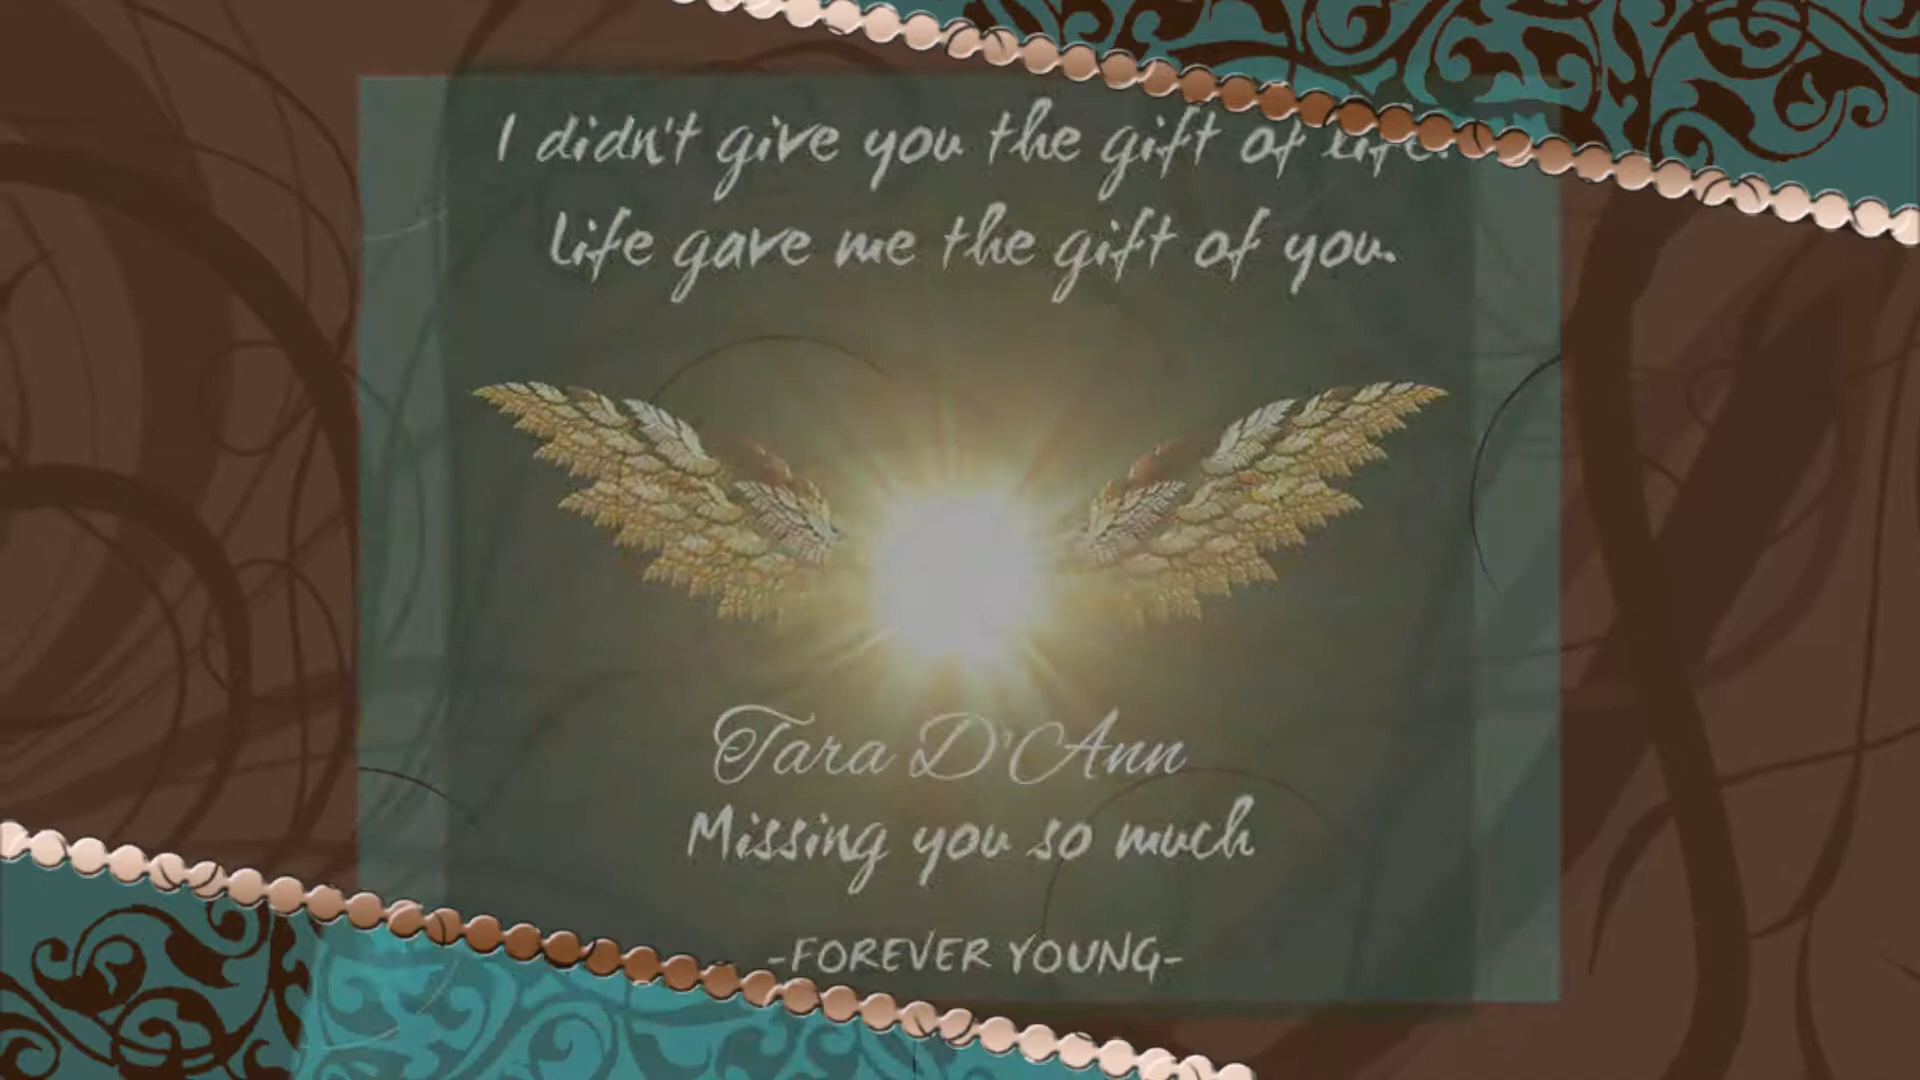 I didn't give you the gift of life.
Life gave me the gift of you.
Tara D'Ann
Missing you so much
-FOREVER YOUNG-